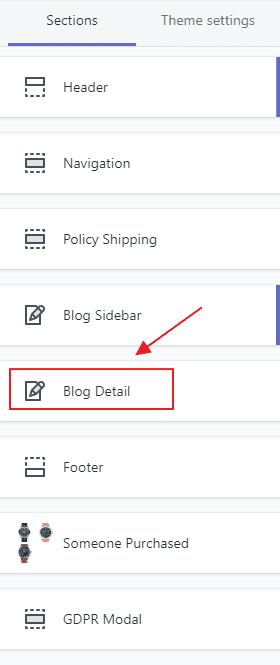 Sections Theme settings
Header
Navigation
Policy Shipping
Blog Sidebar
Blog Detail
Footer
Someone Purchased
GDPR Modal